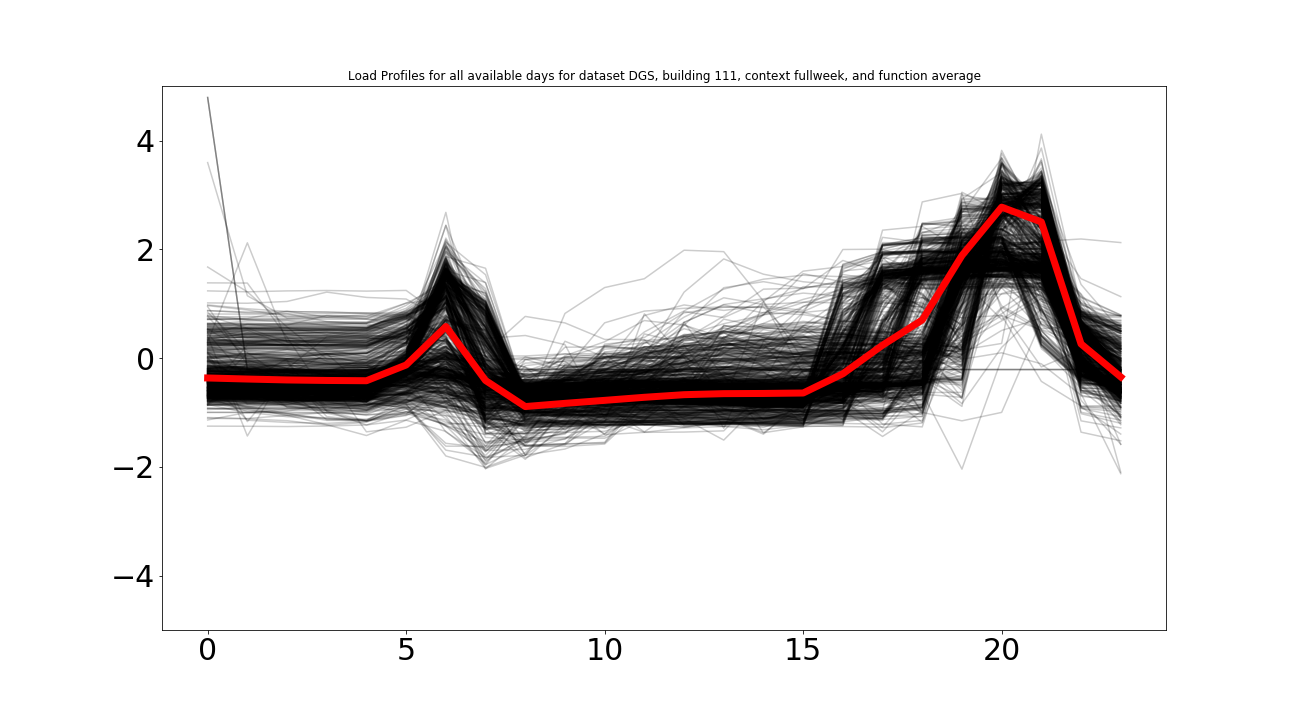 Load Profiles for all available days for dataset DGS, building 111, context fullweek, and function average
4
2
0
−2
−4
0 5 10 15 20